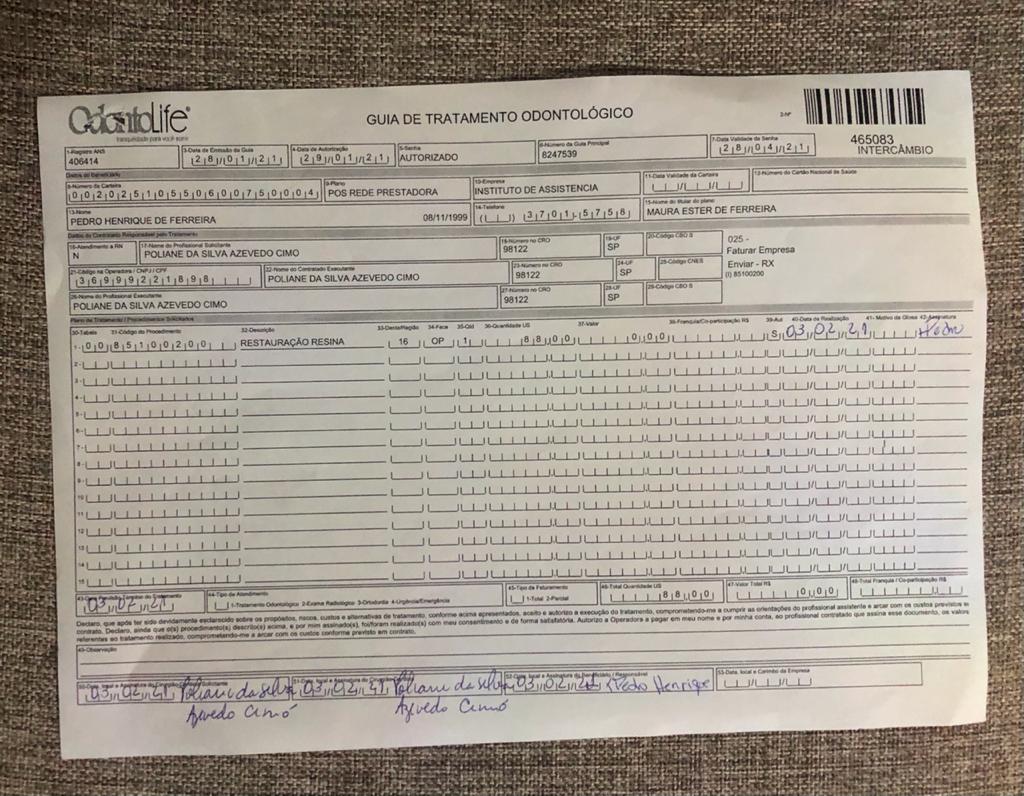 OdontoLife®
tranquilidade para você sorrir
GUIA DE TRATAMENTO ODONTOLÓGICO
2-Nº
465083
INTERCÂMBIO
1-Registro ANS
406414
3-Data de Emissão da Guia
28/01/21
4-Data de Autorização
29/01/21
5-Senha
AUTORIZADO
6-Número da Guia Principal
8247539
7-Data Validade da Senha
28/04/21
Dados do Beneficiário
8-Número da Carteira
00202510550600750004
9-Plano
POS REDE PRESTADORA
10-Empresa
INSTITUTO DE ASSISTENCIA
11-Data Validade da Carteira
12-Número do Cartão Nacional de Saúde
13-Nome
PEDRO HENRIQUE DE FERREIRA 08/11/1999
14-Telefone
( ) 3701-5758
15-Nome do titular do plano
MAURA ESTER DE FERREIRA
Dados do Contratado Responsável pelo Tratamento
16-Atendimento a RN
N
17-Nome do Profissional Solicitante
POLIANE DA SILVA AZEVEDO CIMO
18-Número no CRO
98122
19-UF
SP
20-Código CBO S
025 -
Faturar Empresa
Enviar - RX
(I) 85100200
21-Código na Operadora / CNPJ / CPF
36999221898
22-Nome do Contratado Executante
POLIANE DA SILVA AZEVEDO CIMO
23-Número no CRO
98122
24-UF
SP
25-Código CNES
26-Nome do Profissional Executante
POLIANE DA SILVA AZEVEDO CIMO
27-Número no CRO
98122
28-UF
SP
29-Código CBO S
Plano de Tratamento / Procedimentos Solicitados
30-Tabela 31-Código do Procedimento 32-Descrição 33-Dente/Região 34-Face 35-Qtd 36-Quantidade US 37-Valor 38-Franquia/Co-participação R$ 39-Aut 40-Data de Realização 41- Motivo da Glosa 42-Assinatura
1- 00 85100200 RESTAURAÇÃO RESINA 16 OP 1 88,00 0,00 S 03/02/21 Pedro
2-
3-
4-
5-
6-
7-
8-
9-
10
11
12
13
14
15
43-Data Previsão Término do Tratamento
44-Tipo de Atendimento
1-Tratamento Odontológico 2-Exame Radiológico 3-Ortodontia 4-Urgência/Emergência
45-Tipo de Faturamento
1-Total 2-Parcial
46-Total Quantidade US
88,00
47-Valor Total R$
0,00
48-Total Franquia / Co-participação R$
Declaro, que após ter sido devidamente esclarecido sobre os propósitos, riscos, custos e alternativas de tratamento, conforme acima apresentados, aceito e autorizo a execução do tratamento, comprometendo-me a cumprir as orientações do profissional assistente e arcar com os custos previstos em
contrato. Declaro, ainda que o(s) procedimento(s) descrito(s) acima, e por mim assinado(s), foi/foram realizado(s) com meu consentimento e de forma satisfatória. Autorizo a Operadora a pagar em meu nome e por minha conta, ao profissional contratado que assina esse documento, os valores
referentes ao tratamento realizado, comprometendo-me a arcar com os custos conforme previsto em contrato.
49-Observação
53-Data, local e Carimbo da Empresa
03/02/21 Poliane da Silva
Azevedo Cimó
03/02/21 Poliane da Silva
Azevedo Cimó
03/02/21 x Pedro Henrique